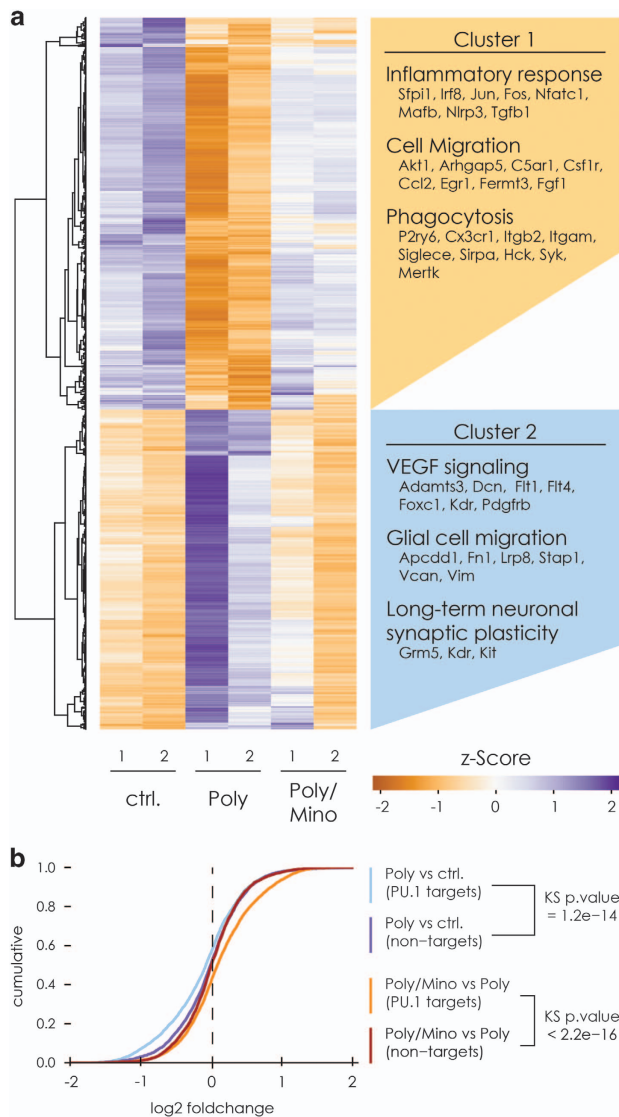 a
Cluster 1
Inflammatory response
Sfpi1, Irf8, Jun, Fos, Nfatc1,
Mafb, Nlrp3, Tgfb1
Cell Migration
Akt1, Arhgap5, C5ar1, Csf1r,
Ccl2, Egr1, Fermt3, Fgf1
Phagocytosis
P2ry6, Cx3cr1, Itgb2, Itgam,
Siglece, Sirpa, Hck, Syk,
Mertk
Cluster 2
VEGF signaling
Adamts3, Dcn, Flt1, Flt4,
Foxc1, Kdr, Pdgfrb
Glial cell migration
Apcdd1, Fn1, Lrp8, Stap1,
Vcan, Vim
Long-term neuronal
synaptic plasticity
Grm5, Kdr, Kit
1 2 1 2 1 2
ctrl. Poly Poly/
Mino
z-Score
-2 -1 0 1 2
b
cumulative
1.0
0.8
0.6
0.4
0.2
0.0
-2 -1 0 1 2
log2 foldchange
Poly vs ctrl.
(PU.1 targets)
Poly vs ctrl.
(non-targets)
KS p.value
= 1.2e−14
Poly/Mino vs Poly
(PU.1 targets)
Poly/Mino vs Poly
(non-targets)
KS p.value
< 2.2e−16